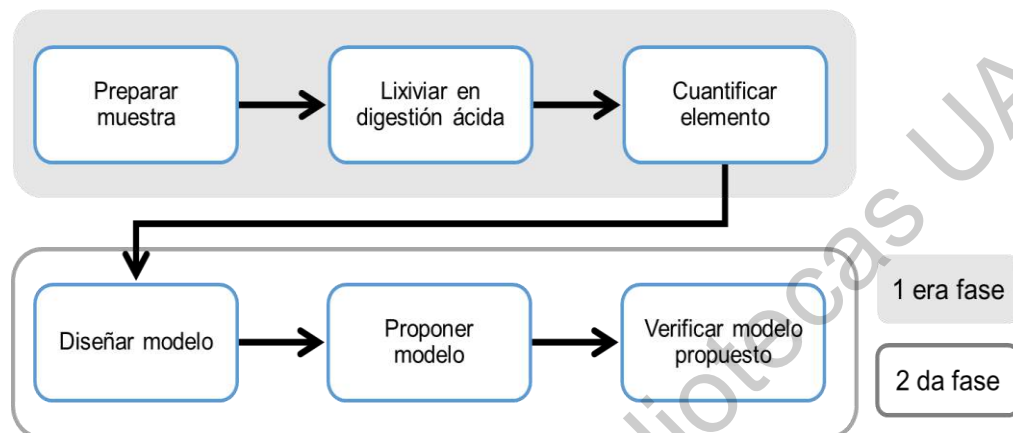 Preparar
muestra
Lixiviar en
digestión ácida
Cuantificar
elemento
Diseñar modelo
Proponer
modelo
Verificar modelo
propuesto
1 era fase
2 da fase